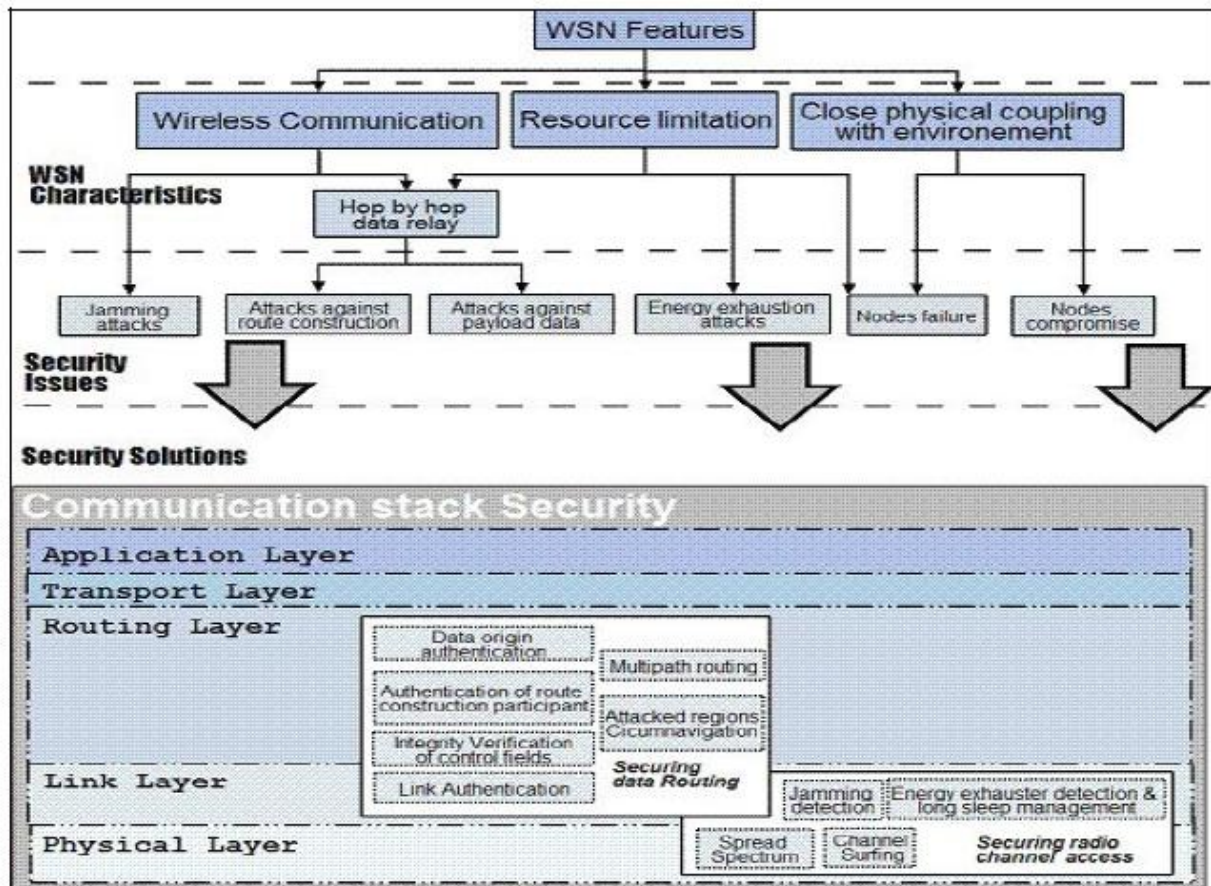 WSN Features
Wireless Communication
Resource limitation
Close physical coupling
with environement
WSN
Characteristics
Hop by hop
data relay
Jamming
attacks
Attacks against
route construction
Attacks against
payload data
Energy exhaustion
attacks
Nodes failure
Nodes
compromise
Security
Issues
Security Solutions
Communication stack Security
Application Layer
Transport Layer
Routing Layer
Data origin
authentication
Multipath routing
Authentication of route
construction participant
Attacked regions
Cicumnavigation
Integrity Verification
of control fields
Securing
data Routing
Link Authentication
Link Layer
Jamming
detection
Energy exhauster detection &
long sleep management
Physical Layer
Spread
Spectrum
Channel
Surfing
Securing radio
channel access